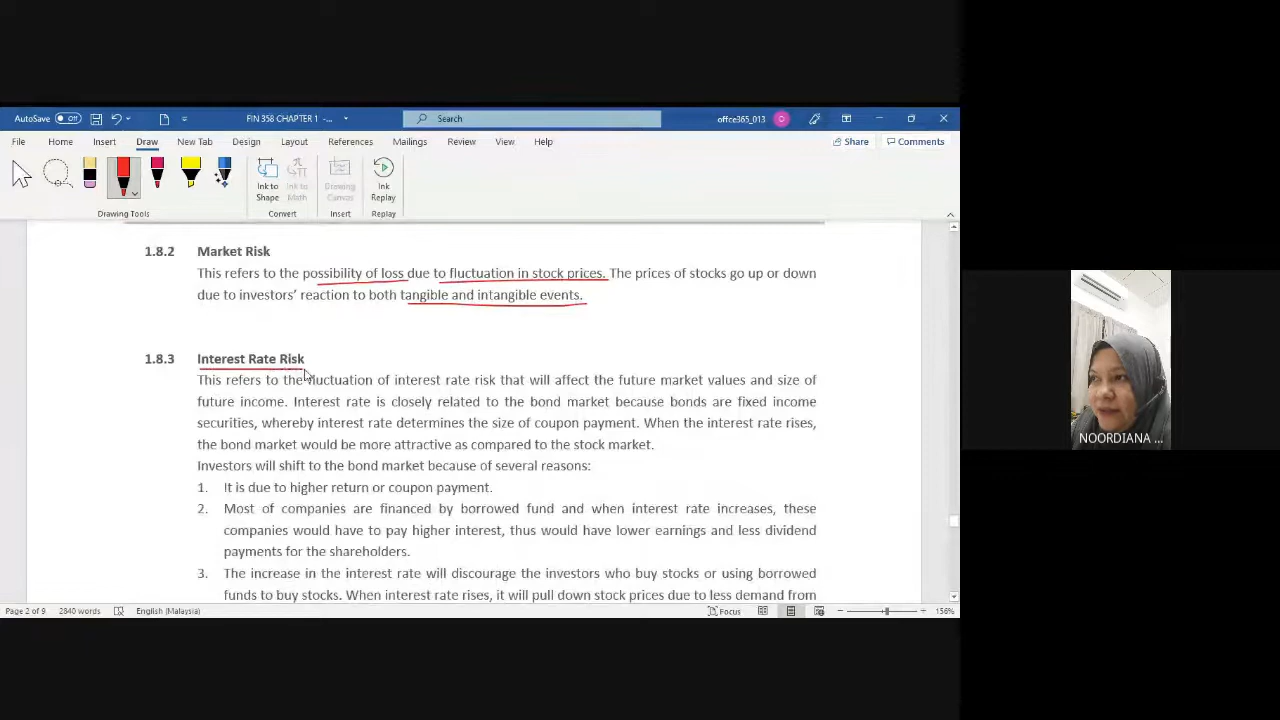 AutoSave Off FIN 358 CHAPTER 1 -... Search offce365_013
File Home Insert Draw New Tab Design Layout References Mailings Review View Help Share Comments
Ink to Shape Ink to Math Drawing Canvas Ink Replay
Drawing Tools Convert Insert Replay
1.8.2 Market Risk
This refers to the possibility of loss due to fluctuation in stock prices. The prices of stocks go up or down
due to investors' reaction to both tangible and intangible events.
1.8.3 Interest Rate Risk
This refers to the fluctuation of interest rate risk that will affect the future market values and size of
future income. Interest rate is closely related to the bond market because bonds are fixed income
securities, whereby interest rate determines the size of coupon payment. When the interest rate rises,
the bond market would be more attractive as compared to the stock market.
Investors will shift to the bond market because of several reasons:
1. It is due to higher return or coupon payment.
2. Most of companies are financed by borrowed fund and when interest rate increases, these
companies would have to pay higher interest, thus would have lower earnings and less dividend
payments for the shareholders.
3. The increase in the interest rate will discourage the investors who buy stocks or using borrowed
funds to buy stocks. When interest rate rises, it will pull down stock prices due to less demand from
Page 2 of 9 2840 words English (Malaysia) Focus 156%
NOORDIANA ...